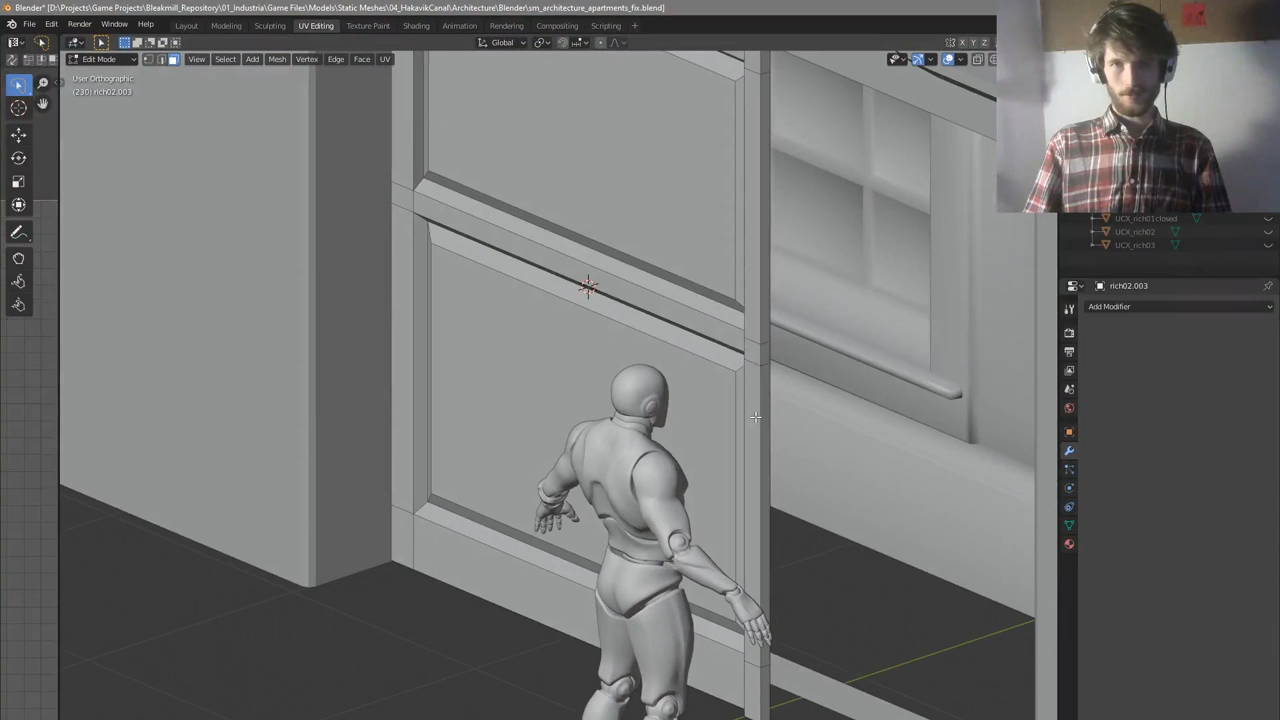 Blender* [D:\Projects\Game Projects\Bleakmill_Repository\01_Industria\Game Files\Models\Static Meshes\04_HakavikCanal\Architecture\Blender\sm_architecture_apartments_fix.blend]
File Edit Render Window Help Layout Modeling Sculpting UV Editing Texture Paint Shading Animation Rendering Compositing Scripting +
Global
Edit Mode View Select Add Mesh Vertex Edge Face UV X Y Z
User Orthographic
(230) rich02.003
UCX_rich01closed
UCX_rich02
UCX_rich03
rich02.003
Add Modifier